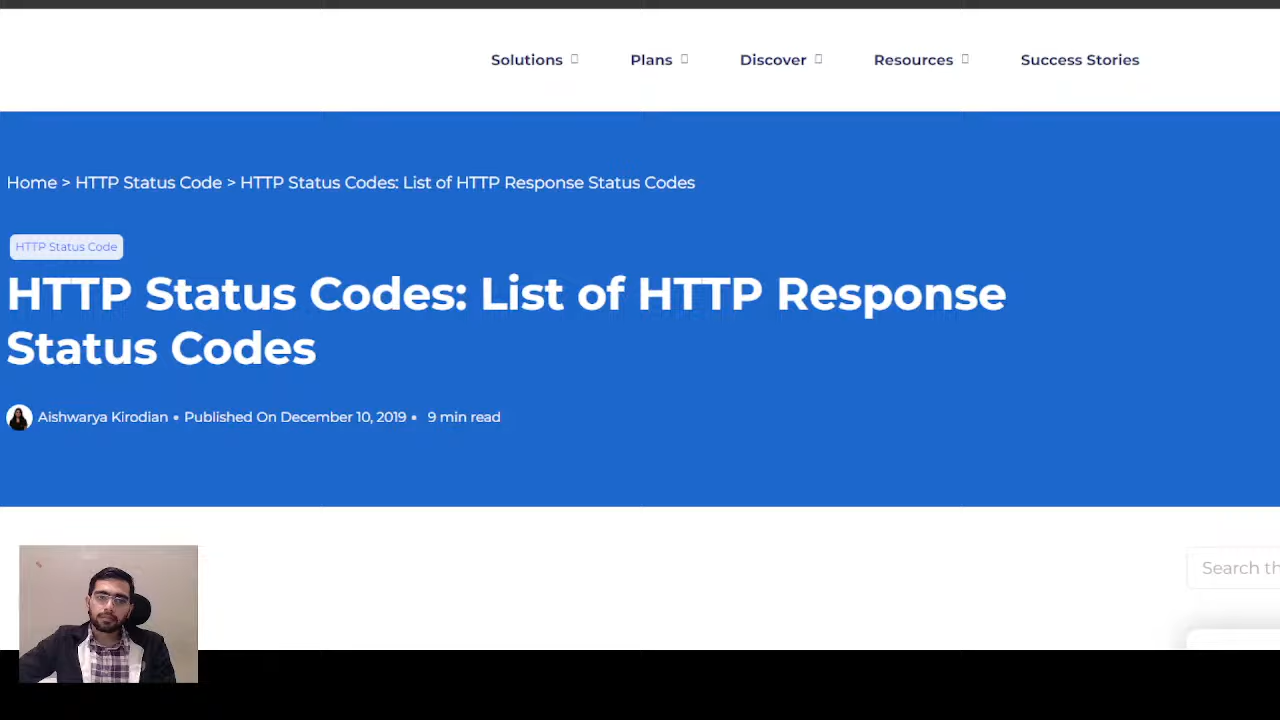 Solutions Plans Discover Resources Success Stories
Home > HTTP Status Code > HTTP Status Codes: List of HTTP Response Status Codes
HTTP Status Code
HTTP Status Codes: List of HTTP Response
Status Codes
Aishwarya Kirodian • Published On December 10, 2019 • 9 min read
Search th